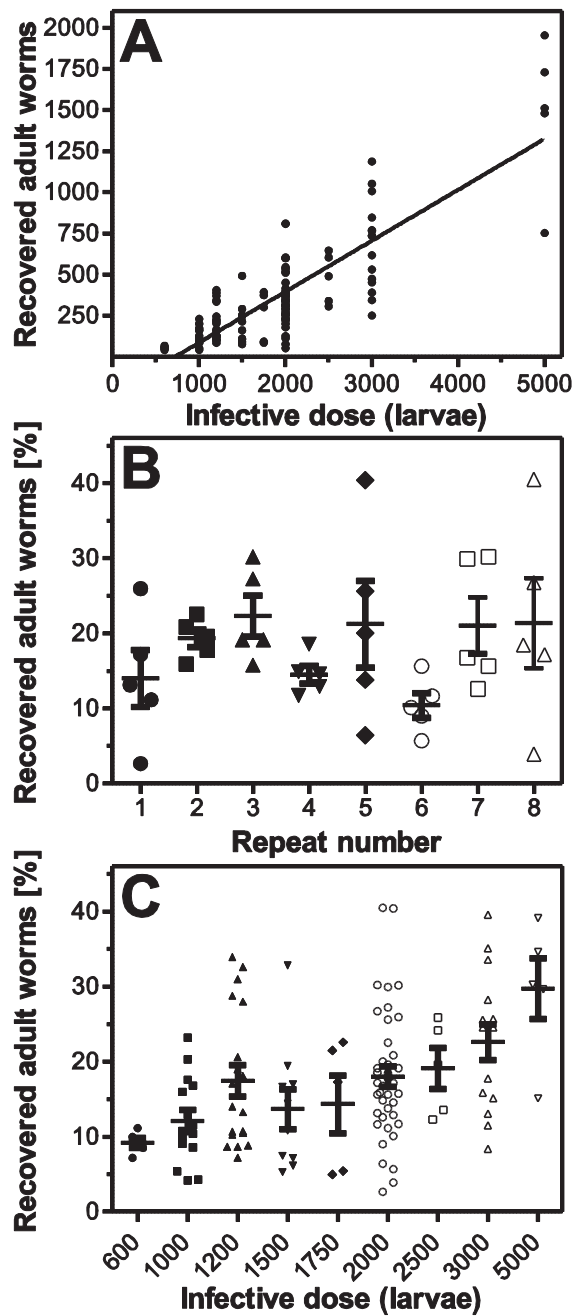 A
Recovered adult worms
2000
1750
1500
1250
1000
750
500
250
0 1000 2000 3000 4000 5000
Infective dose (larvae)
B
Recovered adult worms [%]
40
30
20
10
0
1 2 3 4 5 6 7 8
Repeat number
C
Recovered adult worms [%]
40
30
20
10
0
600 1000 1200 1500 1750 2000 2500 3000 5000
Infective dose (larvae)